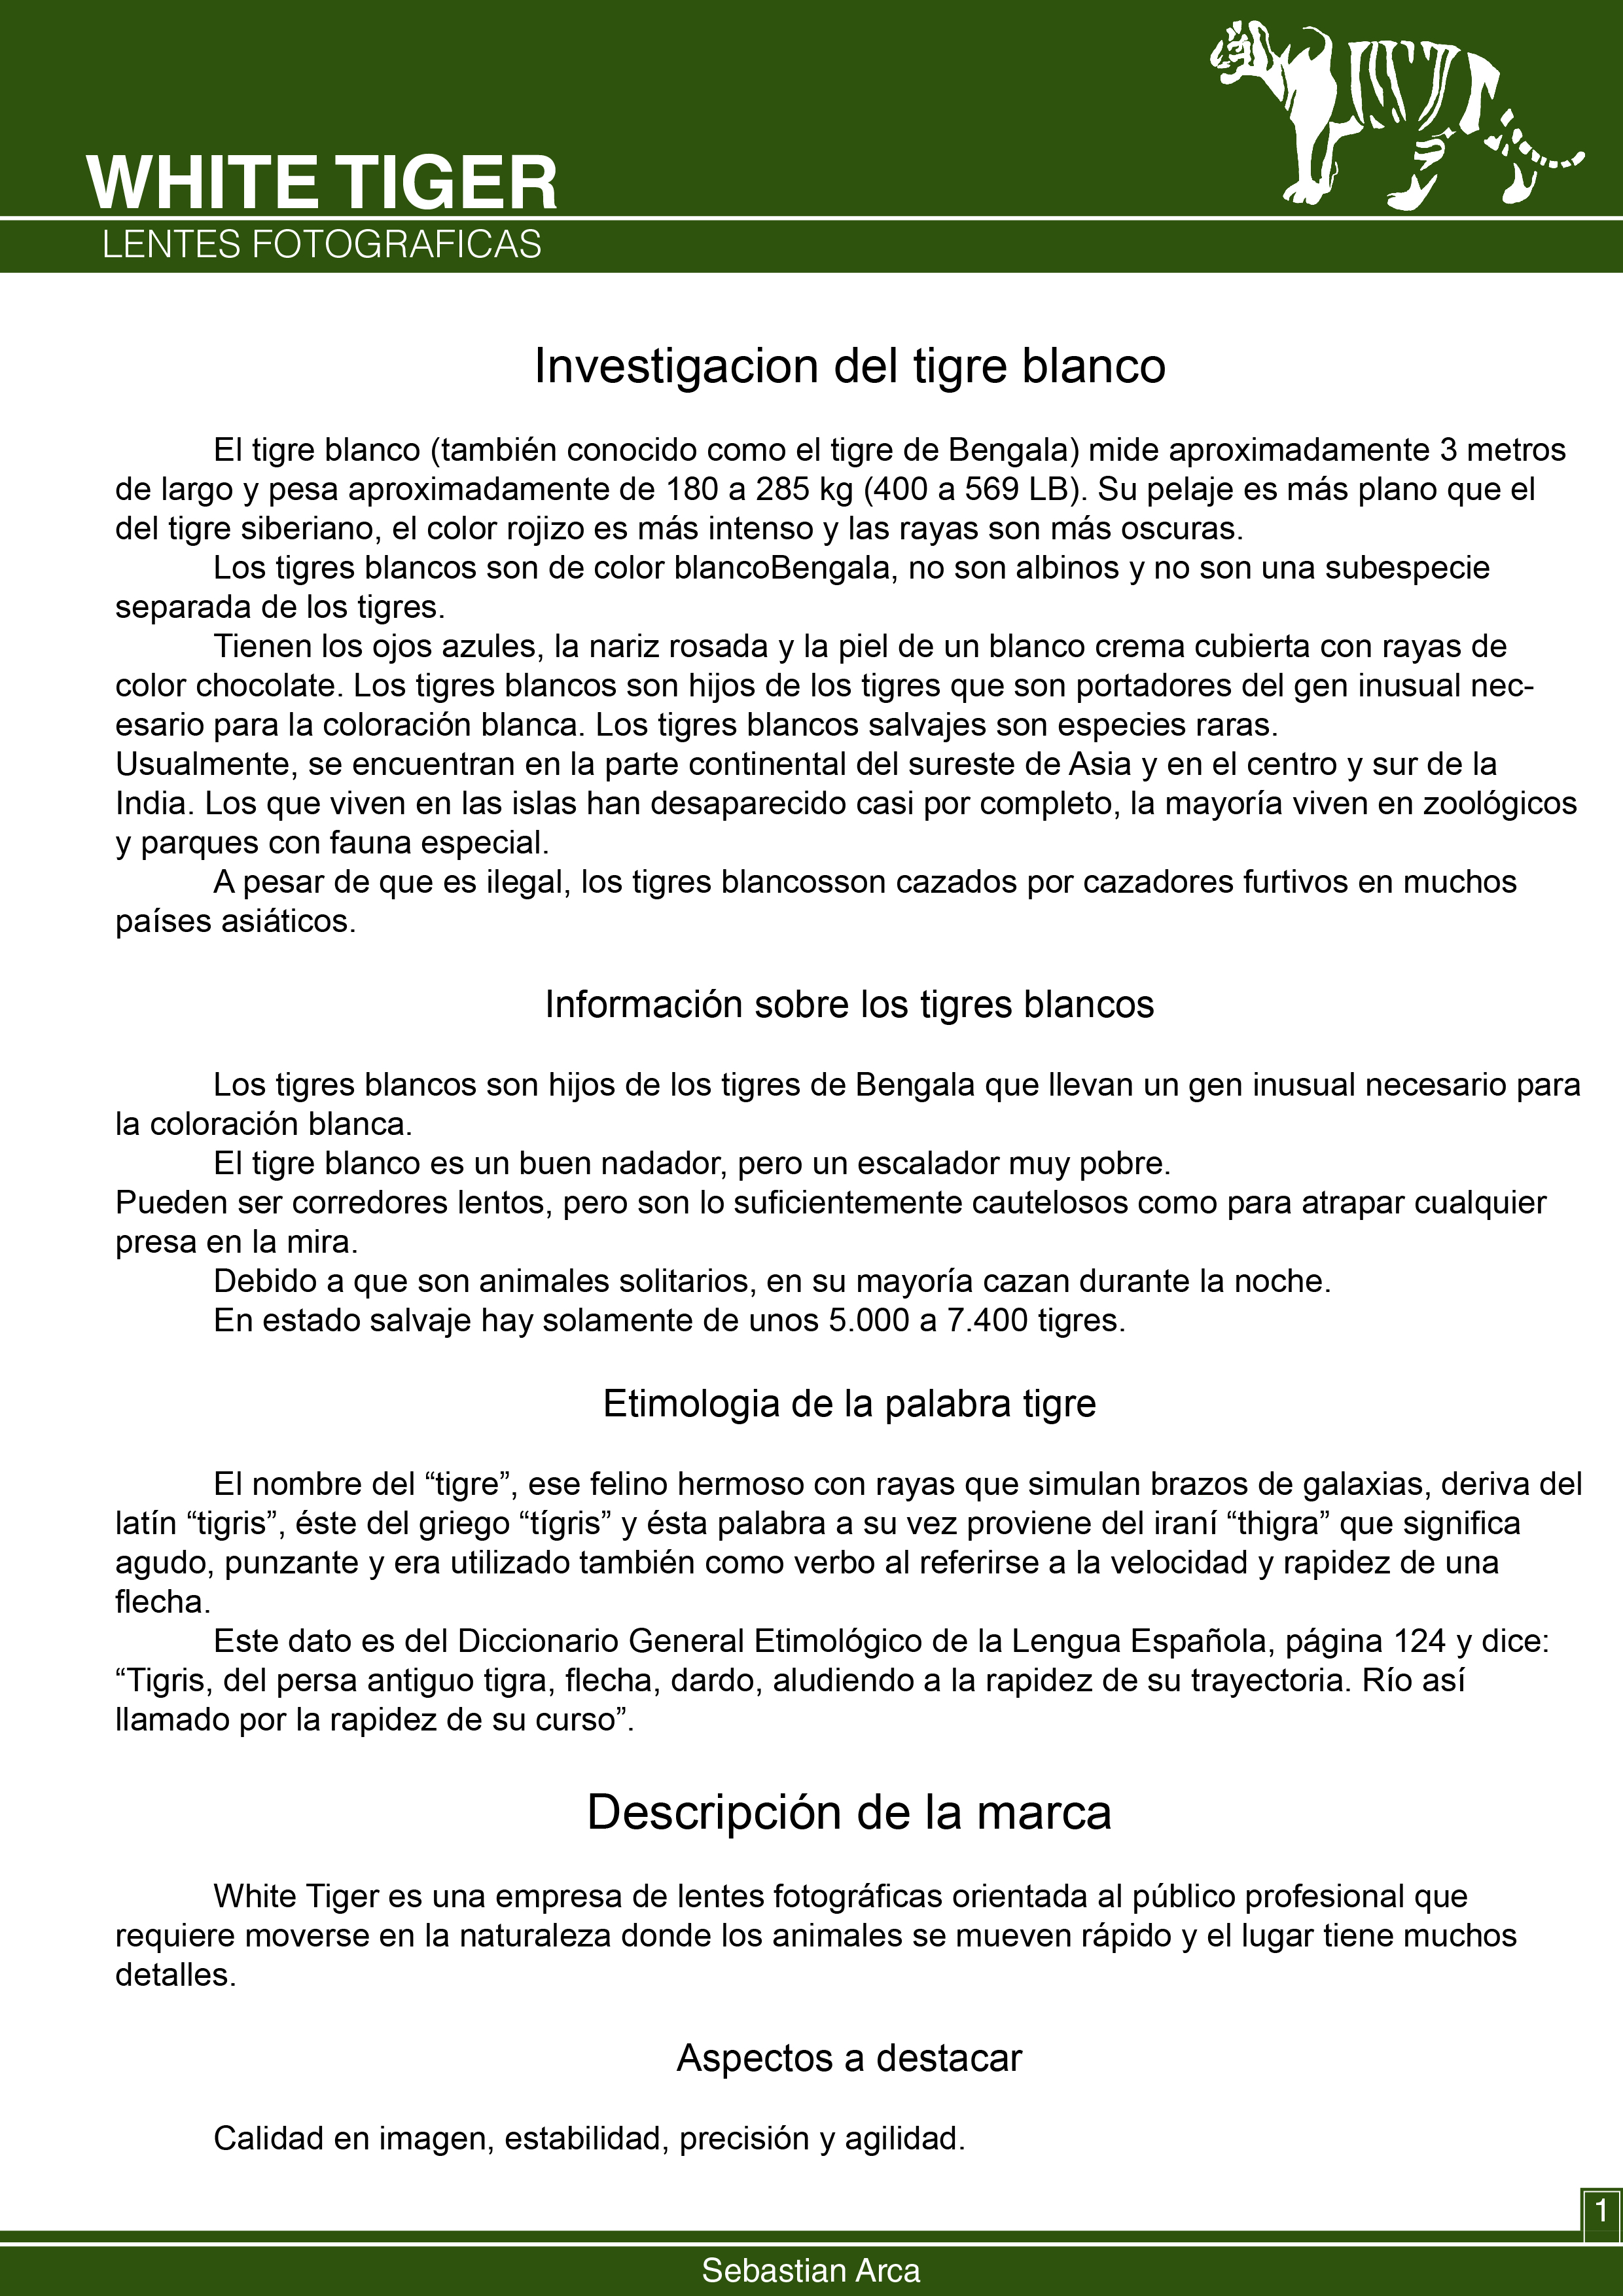 WHITE TIGER
LENTES FOTOGRAFICAS
Investigacion del tigre blanco
El tigre blanco (también conocido como el tigre de Bengala) mide aproximadamente 3 metros
de largo y pesa aproximadamente de 180 a 285 kg (400 a 569 LB). Su pelaje es más plano que el
del tigre siberiano, el color rojizo es más intenso y las rayas son más oscuras.
Los tigres blancos son de color blancoBengala, no son albinos y no son una subespecie
separada de los tigres.
Tienen los ojos azules, la nariz rosada y la piel de un blanco crema cubierta con rayas de
color chocolate. Los tigres blancos son hijos de los tigres que son portadores del gen inusual nec-
esario para la coloración blanca. Los tigres blancos salvajes son especies raras.
Usualmente, se encuentran en la parte continental del sureste de Asia y en el centro y sur de la
India. Los que viven en las islas han desaparecido casi por completo, la mayoría viven en zoológicos
y parques con fauna especial.
A pesar de que es ilegal, los tigres blancosson cazados por cazadores furtivos en muchos
países asiáticos.
Información sobre los tigres blancos
Los tigres blancos son hijos de los tigres de Bengala que llevan un gen inusual necesario para
la coloración blanca.
El tigre blanco es un buen nadador, pero un escalador muy pobre.
Pueden ser corredores lentos, pero son lo suficientemente cautelosos como para atrapar cualquier
presa en la mira.
Debido a que son animales solitarios, en su mayoría cazan durante la noche.
En estado salvaje hay solamente de unos 5.000 a 7.400 tigres.
Etimologia de la palabra tigre
El nombre del “tigre”, ese felino hermoso con rayas que simulan brazos de galaxias, deriva del
latín “tigris”, éste del griego “tígris” y ésta palabra a su vez proviene del iraní “thigra” que significa
agudo, punzante y era utilizado también como verbo al referirse a la velocidad y rapidez de una
flecha.
Este dato es del Diccionario General Etimológico de la Lengua Española, página 124 y dice:
“Tigris, del persa antiguo tigra, flecha, dardo, aludiendo a la rapidez de su trayectoria. Río así
llamado por la rapidez de su curso”.
Descripción de la marca
White Tiger es una empresa de lentes fotográficas orientada al público profesional que
requiere moverse en la naturaleza donde los animales se mueven rápido y el lugar tiene muchos
detalles.
Aspectos a destacar
Calidad en imagen, estabilidad, precisión y agilidad.
1
Sebastian Arca